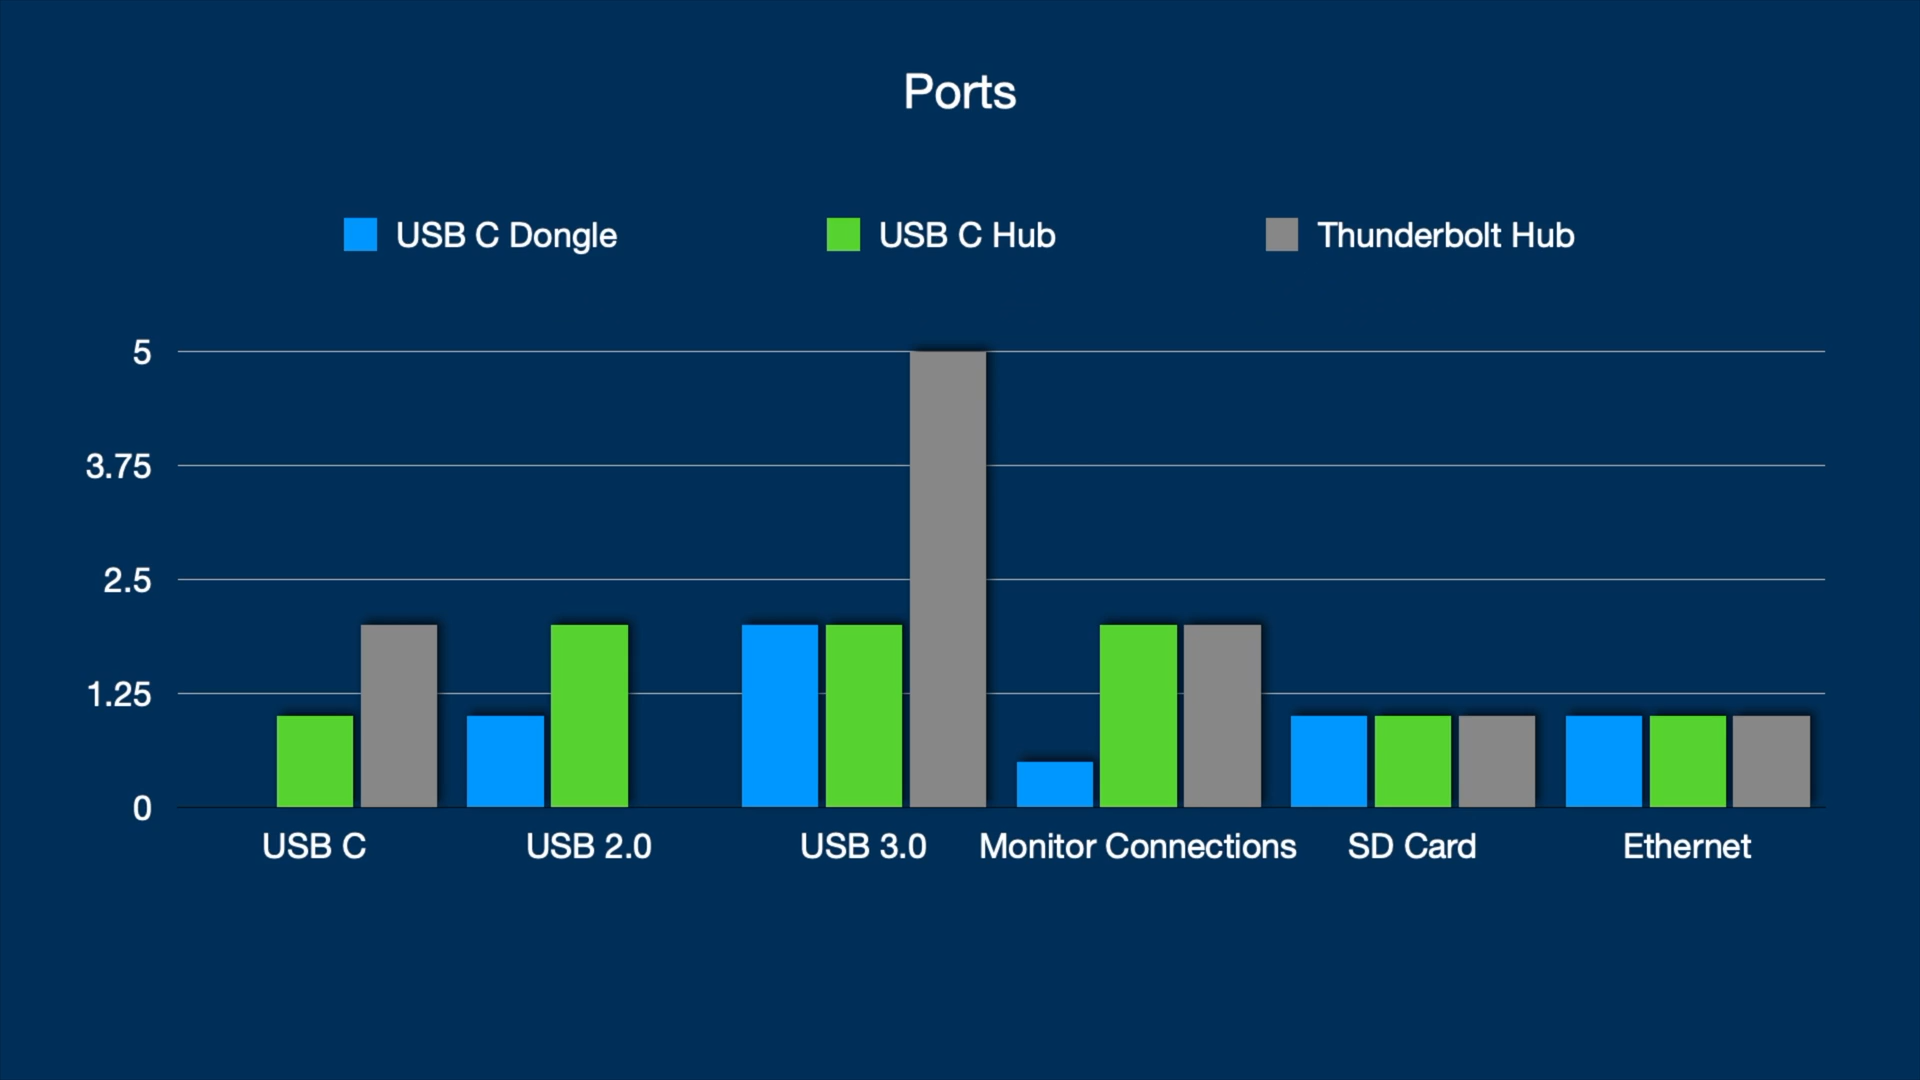 Ports
USB C Dongle USB C Hub Thunderbolt Hub
5
3.75
2.5
1.25
0
USB C USB 2.0 USB 3.0 Monitor Connections SD Card Ethernet